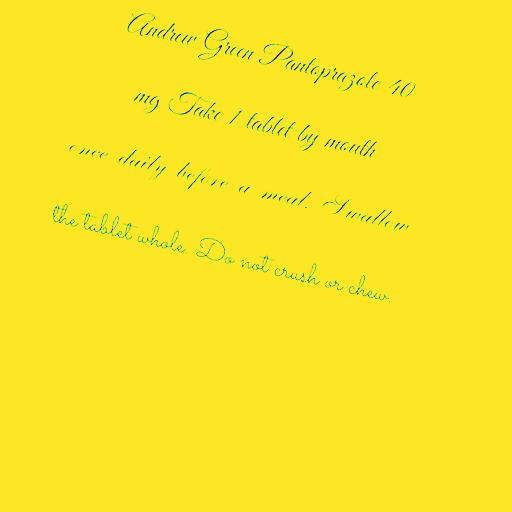 Andrew Green Pantoprazole 40
mg Take 1 tablet by mouth
once daily before a meal. Swallow
the tablet whole. Do not crush or chew.